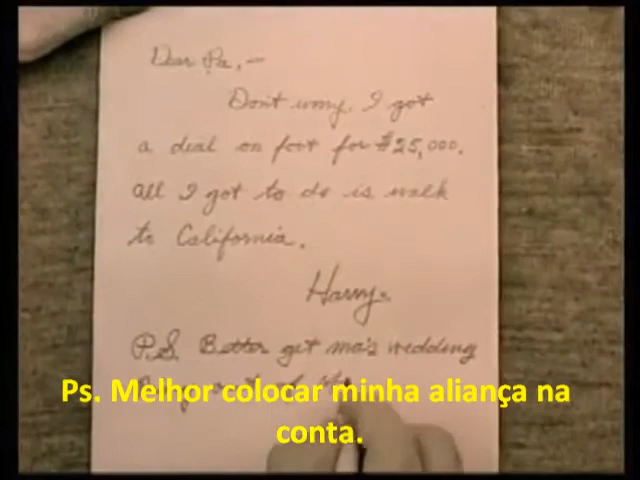 Dear Pa,—
Don't worry. I got
a deal on foot for $25,000.
All I got to do is walk
to California.
Harry.
P.S. Better get ma's wedding
Ps. Melhor colocar minha aliança na
conta.